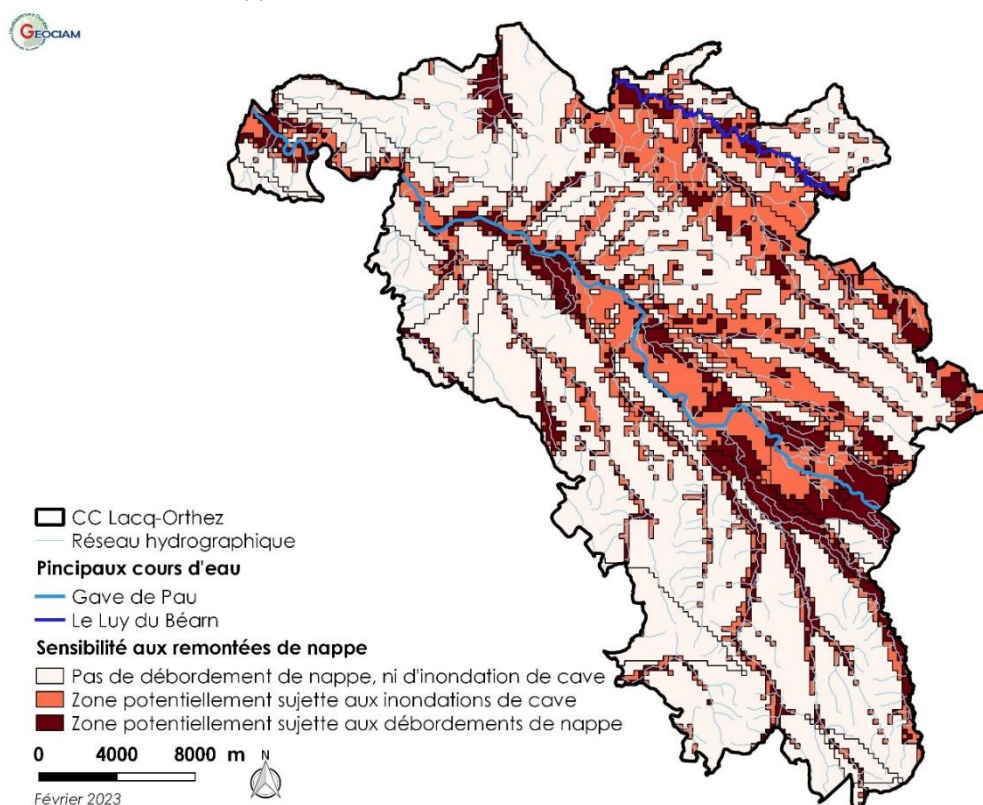 GEOCIAM
CC Lacq-Orthez
Réseau hydrographique
Pincipaux cours d'eau
Gave de Pau
Le Luy du Béarn
Sensibilité aux remontées de nappe
Pas de débordement de nappe, ni d'inondation de cave
Zone potentiellement sujette aux inondations de cave
Zone potentiellement sujette aux débordements de nappe
0 4000 8000 m N
Février 2023